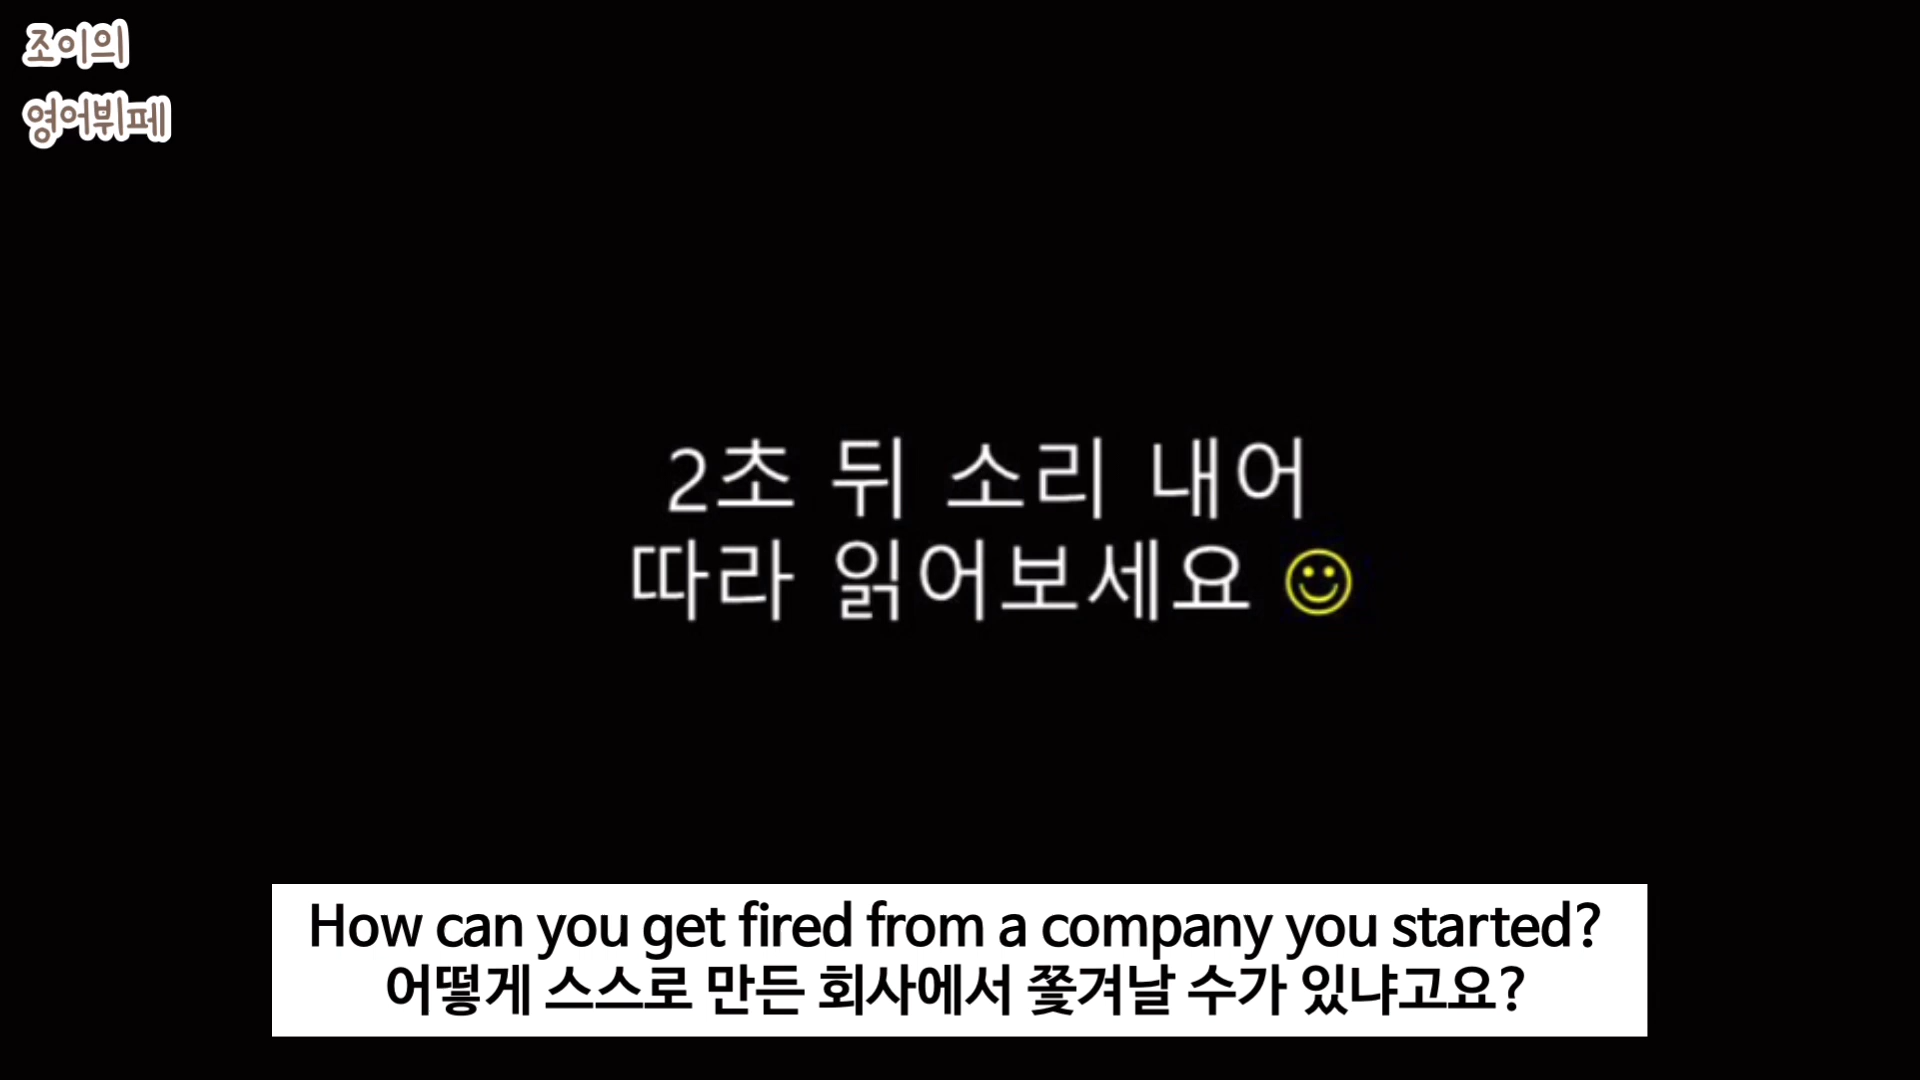 조이의
영어뷔페
2초 뒤 소리 내어
따라 읽어보세요 ☺
How can you get fired from a company you started?
어떻게 스스로 만든 회사에서 쫓겨날 수가 있냐고요?